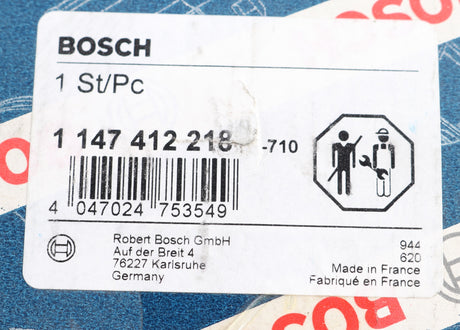 BOSCH
1 St/Pc
1 147 412 218 -710
4 047024 753549
Robert Bosch GmbH
Auf der Breit 4
76227 Karlsruhe
Germany
944
620
Made in France
Fabriqué en France
BOS